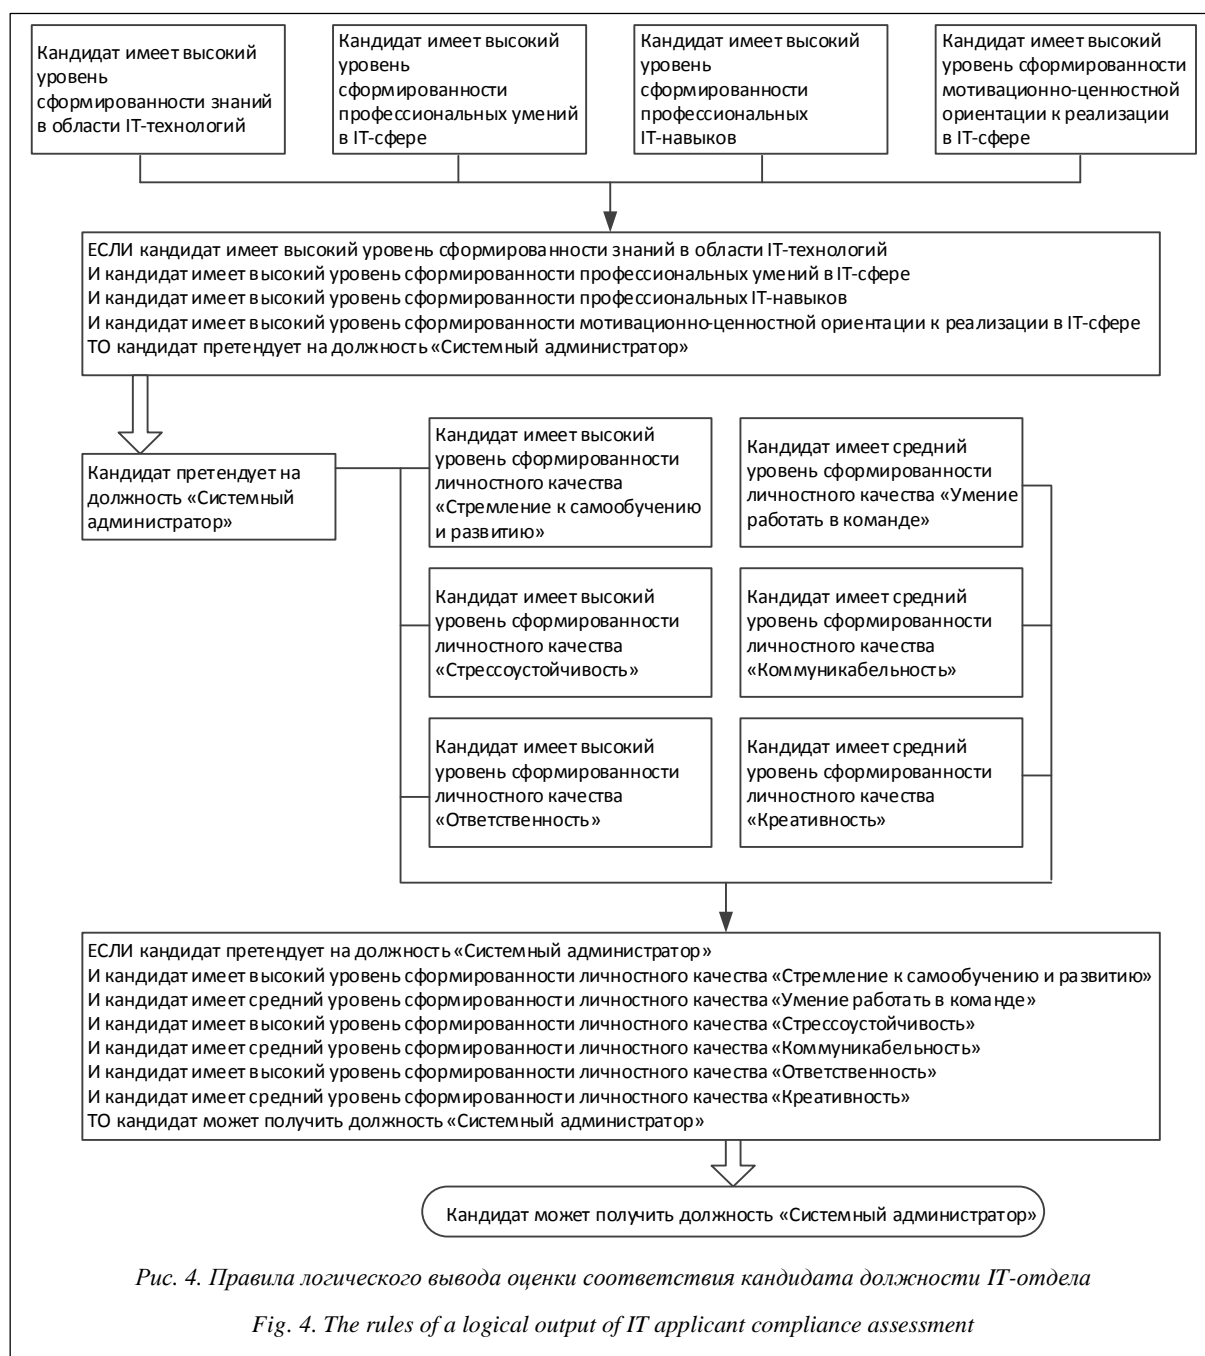 Кандидат имеет высокий
уровень
сформированности знаний
в области IT-технологий
Кандидат имеет высокий
уровень
сформированности
профессиональных умений
в IT-сфере
Кандидат имеет высокий
уровень
сформированности
профессиональных
IT-навыков
Кандидат имеет высокий
уровень сформированности
мотивационно-ценностной
ориентации к реализации
в IT-сфере
ЕСЛИ кандидат имеет высокий уровень сформированности знаний в области IT-технологий
И кандидат имеет высокий уровень сформированности профессиональных умений в IT-сфере
И кандидат имеет высокий уровень сформированности профессиональных IT-навыков
И кандидат имеет высокий уровень сформированности мотивационно-ценностной ориентации к реализации в IT-сфере
ТО кандидат претендует на должность «Системный администратор»
Кандидат претендует на
должность «Системный
администратор»
Кандидат имеет высокий
уровень сформированности
личностного качества
«Стремление к самообучению
и развитию»
Кандидат имеет средний
уровень сформированности
личностного качества «Умение
работать в команде»
Кандидат имеет высокий
уровень сформированности
личностного качества
«Стрессоустойчивость»
Кандидат имеет средний
уровень сформированности
личностного качества
«Коммуникабельность»
Кандидат имеет высокий
уровень сформированности
личностного качества
«Ответственность»
Кандидат имеет средний
уровень сформированности
личностного качества
«Креативность»
ЕСЛИ кандидат претендует на должность «Системный администратор»
И кандидат имеет высокий уровень сформированности личностного качества «Стремление к самообучению и развитию»
И кандидат имеет средний уровень сформированности личностного качества «Умение работать в команде»
И кандидат имеет высокий уровень сформированности личностного качества «Стрессоустойчивость»
И кандидат имеет средний уровень сформированности личностного качества «Коммуникабельность»
И кандидат имеет высокий уровень сформированности личностного качества «Ответственность»
И кандидат имеет средний уровень сформированности личностного качества «Креативность»
ТО кандидат может получить должность «Системный администратор»
Кандидат может получить должность «Системный администратор»
Рис. 4. Правила логического вывода оценки соответствия кандидата должности IT-отдела
Fig. 4. The rules of a logical output of IT applicant compliance assessment